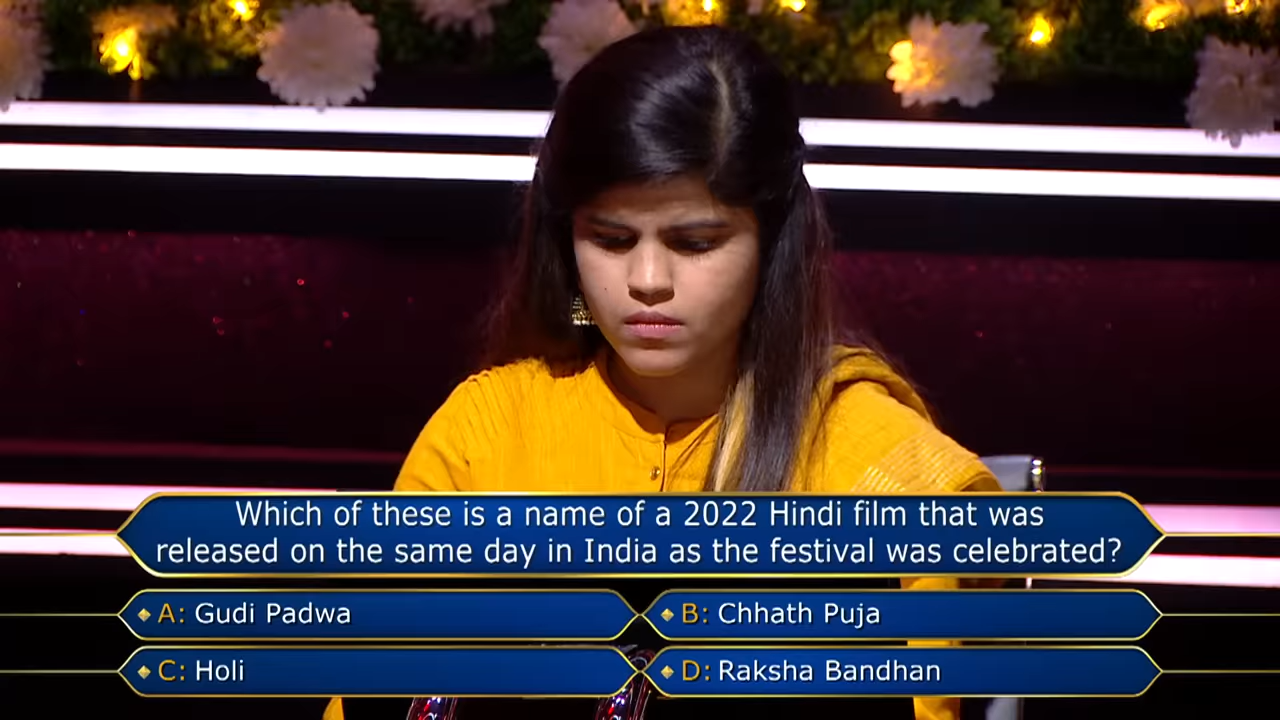 Which of these is a name of a 2022 Hindi film that was
released on the same day in India as the festival was celebrated?
A: Gudi Padwa
B: Chhath Puja
C: Holi
D: Raksha Bandhan